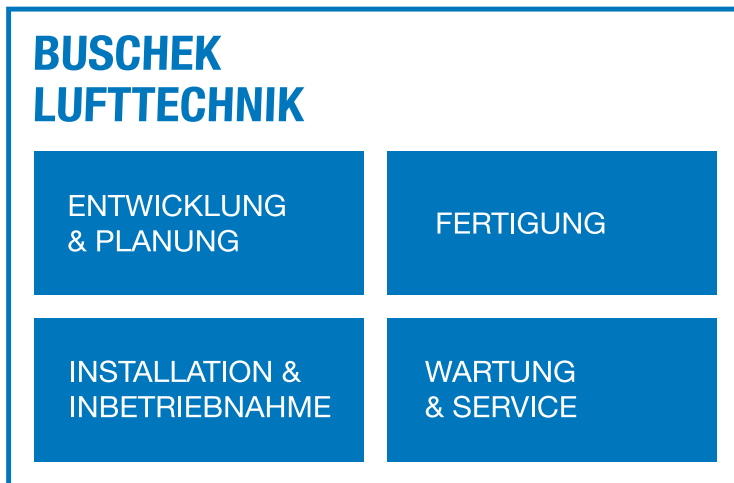 BUSCHEK
LUFTTECHNIK
ENTWICKLUNG
& PLANUNG
FERTIGUNG
INSTALLATION &
INBETRIEBNAHME
WARTUNG
& SERVICE